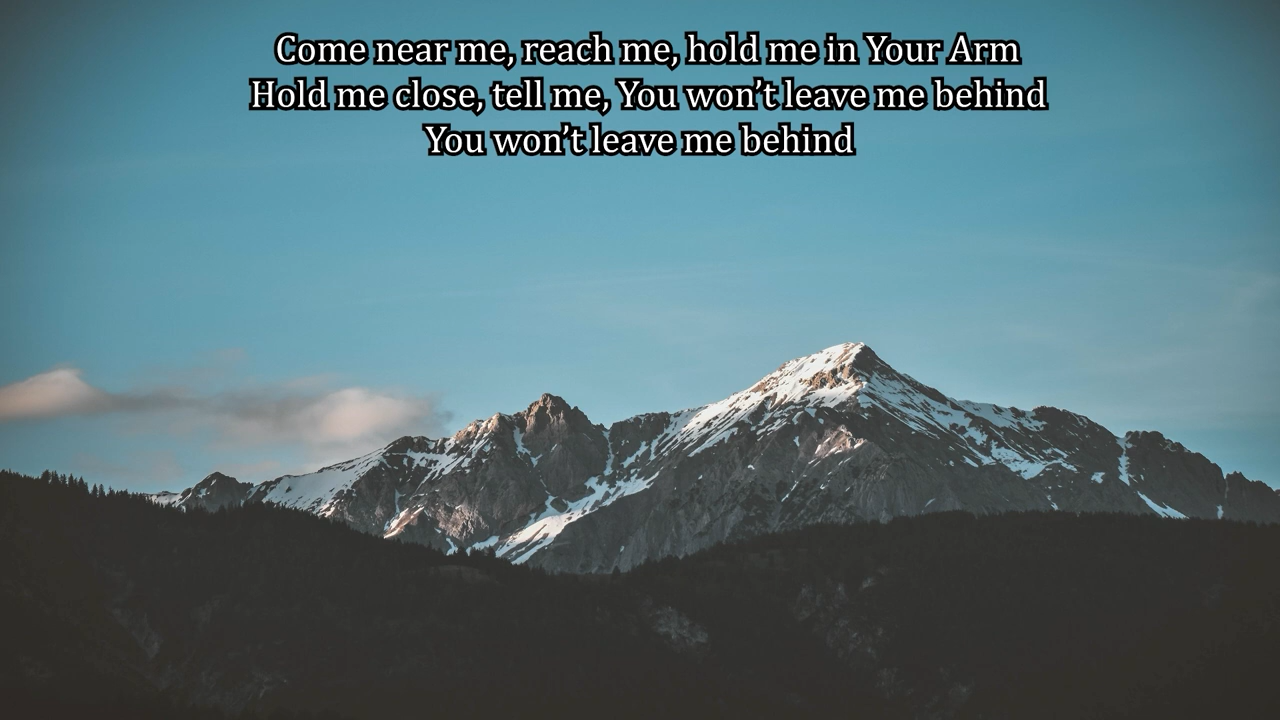 Come near me, reach me, hold me in Your Arm
Hold me close, tell me, You won’t leave me behind
You won’t leave me behind